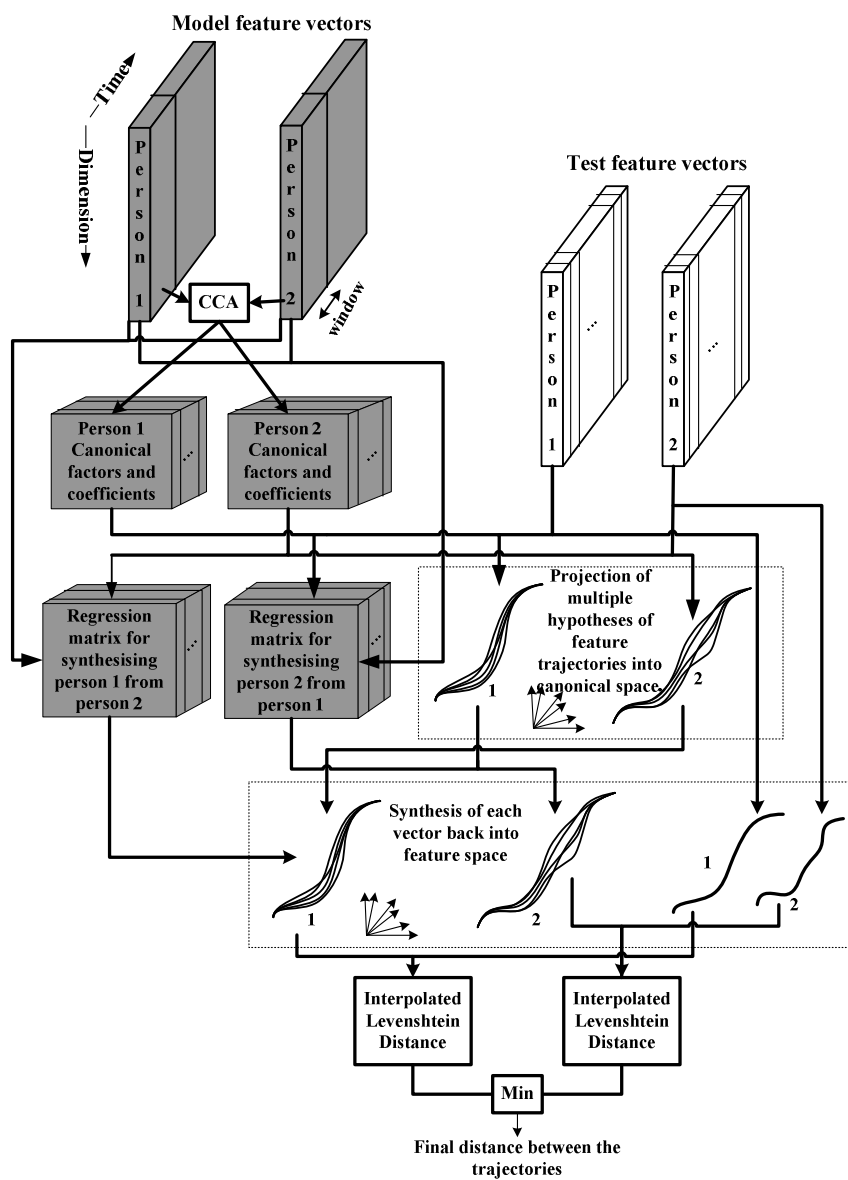 Model feature vectors
Time
Dimension
Person 1
Person 2
CCA
window
Test feature vectors
Person 1
...
Person 2
...
Person 1
Canonical
factors and
coefficients
...
Person 2
Canonical
factors and
coefficients
...
Regression
matrix for
synthesising
person 1 from
person 2
...
Regression
matrix for
synthesising
person 2 from
person 1
...
Projection of
multiple
hypotheses of
feature
trajectories into
canonical space.
1
2
Synthesis of each
vector back into
feature space
1
2
1
2
Interpolated
Levenshtein
Distance
Interpolated
Levenshtein
Distance
Min
Final distance between the
trajectories